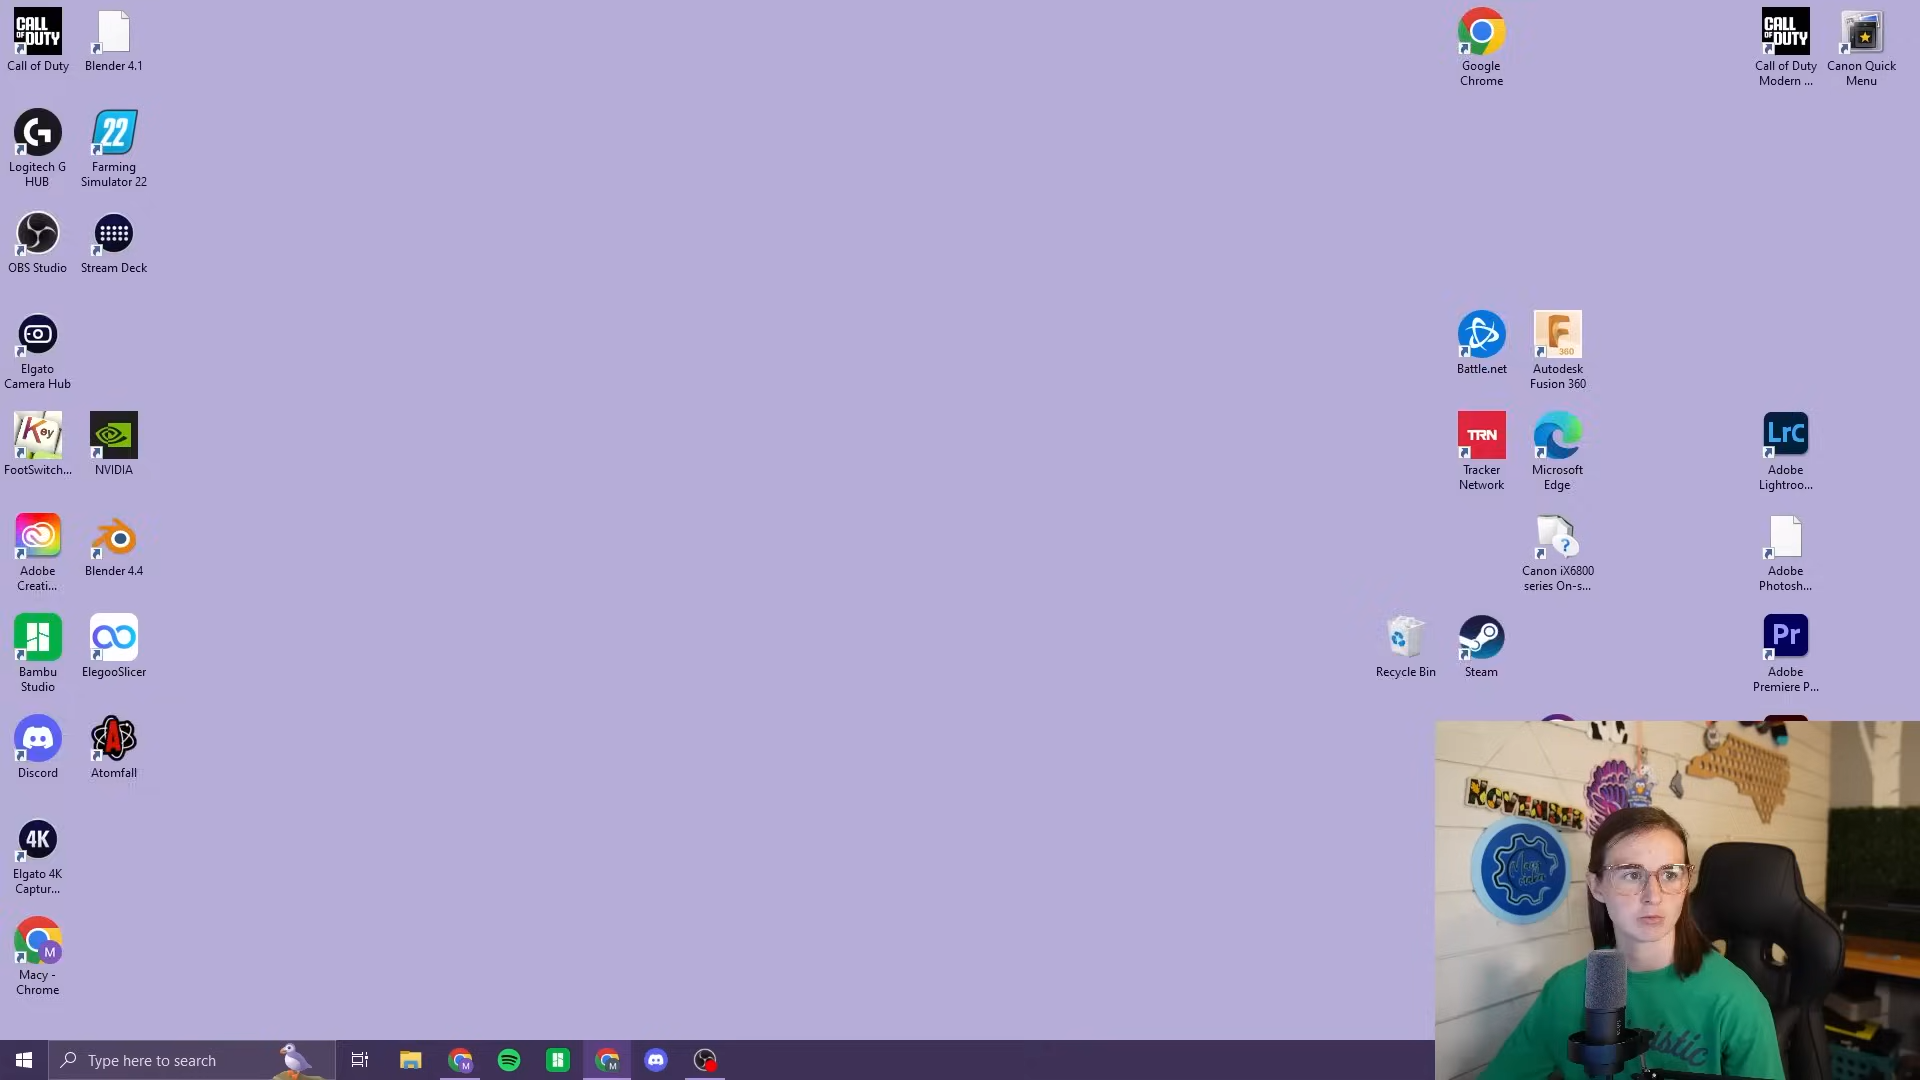 CALL OF DUTY
Call of Duty
Blender 4.1
Google
Chrome
CALL OF DUTY
Call of Duty
Modern ...
Canon Quick
Menu
Logitech G
HUB
22
Farming
Simulator 22
OBS Studio
Stream Deck
Elgato
Camera Hub
Battle.net
F
360
Autodesk
Fusion 360
Key
FootSwitch...
NVIDIA
TRN
Tracker
Network
Microsoft
Edge
Lrc
Adobe
Lightroo...
Adobe
Creati...
Blender 4.4
?
Canon iX6800
series On-s...
Adobe
Photosh...
Bambu
Studio
ElegooSlicer
Recycle Bin
Steam
Pr
Adobe
Premiere P...
Discord
A
Atomfall
4K
Elgato 4K
Captur...
M
Macy -
Chrome
NOVEMBER
Type here to search
M
M